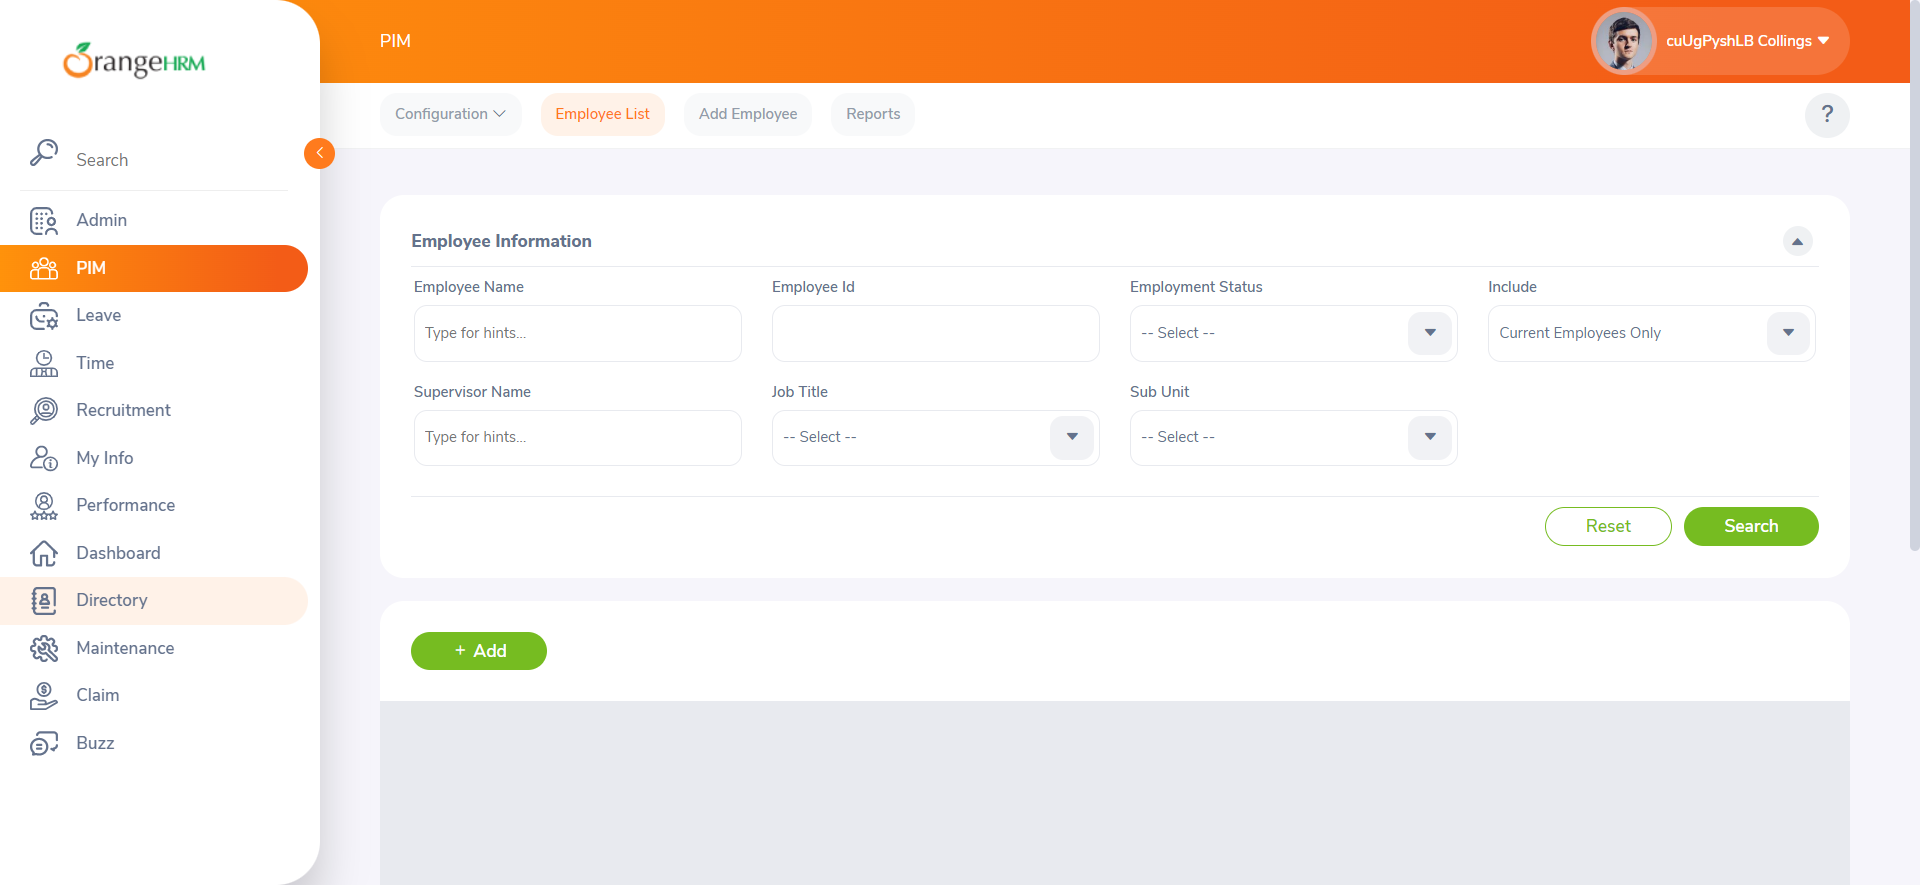 OrangeHRM
Search
Admin
PIM
Leave
Time
Recruitment
My Info
Performance
Dashboard
Directory
Maintenance
Claim
Buzz
PIM
cuUgPyshLB Collings
Configuration
Employee List
Add Employee
Reports
?
Employee Information
Employee Name
Employee Id
Employment Status
Include
Type for hints...
-- Select --
Current Employees Only
Supervisor Name
Job Title
Sub Unit
Type for hints...
-- Select --
-- Select --
Reset
Search
+ Add